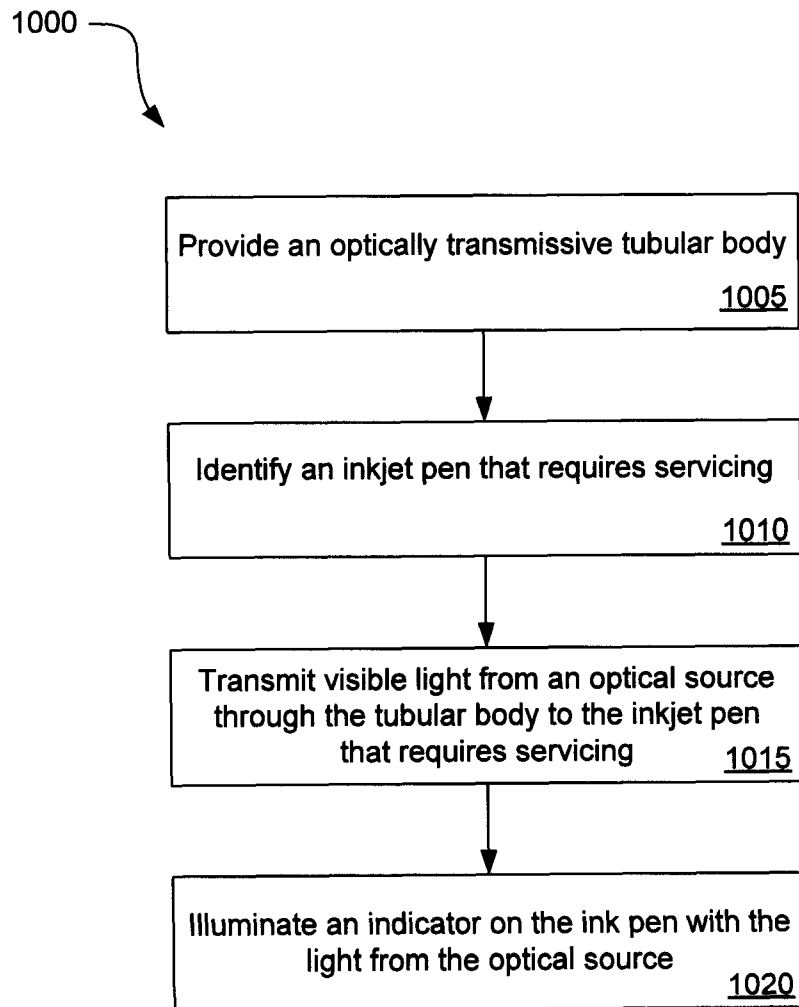 1000
Provide an optically transmissive tubular body
1005
Identify an inkjet pen that requires servicing
1010
Transmit visible light from an optical source
through the tubular body to the inkjet pen
that requires servicing
1015
Illuminate an indicator on the ink pen with the
light from the optical source
1020